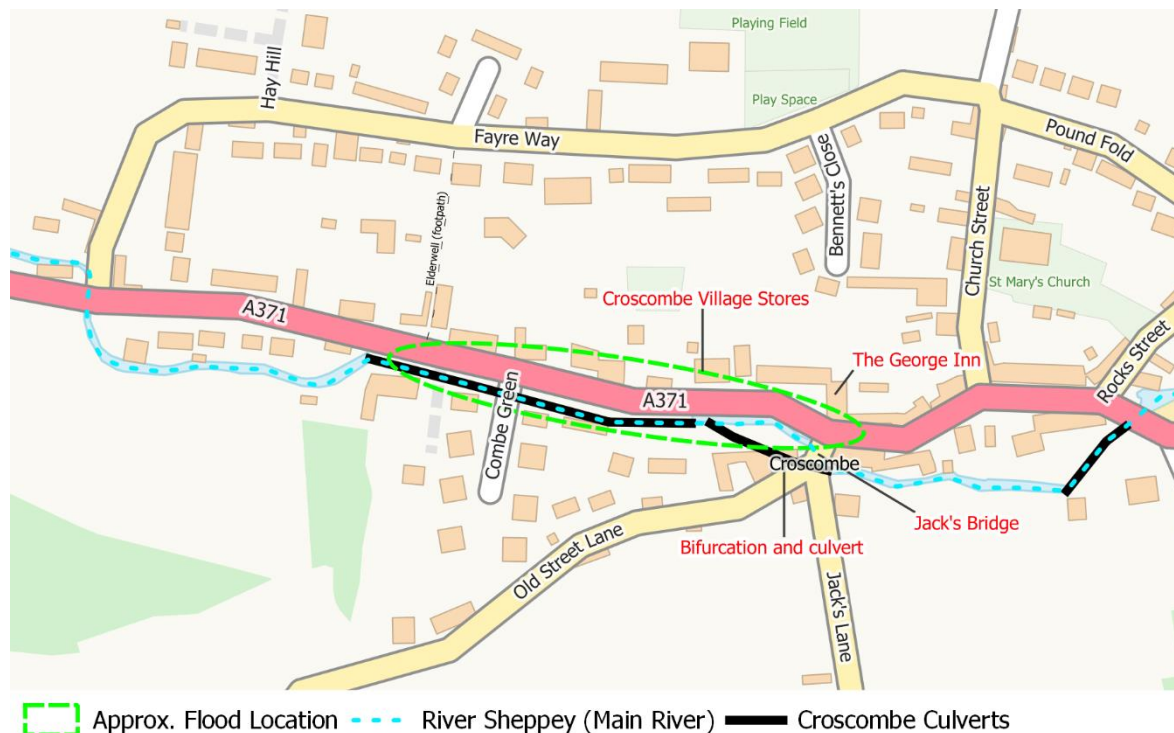 Playing Field
Hay Hill
Play Space
Fayre Way
Pound Fold
Bennett's Close
Elderwell (footpath)
Church Street
St Mary's Church
Croscombe Village Stores
A371
The George Inn
Rocks Street
A371
Combe Green
Croscombe
Jack's Bridge
Bifurcation and culvert
Old Street Lane
Jack's Lane
Approx. Flood Location
River Sheppey (Main River)
Croscombe Culverts